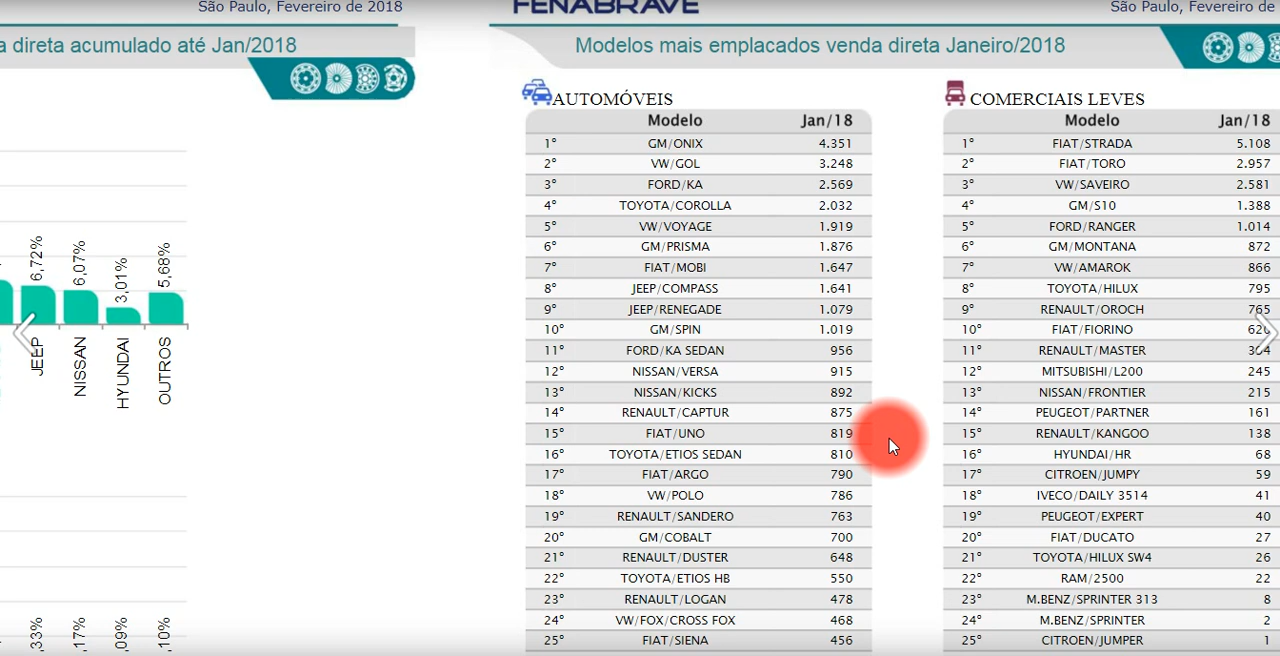 São Paulo, Fevereiro de 2018
a direta acumulado até Jan/2018
6,72%
6,07%
3,01%
5,68%
JEEP
NISSAN
HYUNDAI
OUTROS
,33%
,17%
,09%
,10%
FENABRAVE
São Paulo, Fevereiro de
Modelos mais emplacados venda direta Janeiro/2018
AUTOMÓVEIS
Modelo Jan/18
1° GM/ONIX 4.351
2° VW/GOL 3.248
3° FORD/KA 2.569
4° TOYOTA/COROLLA 2.032
5° VW/VOYAGE 1.919
6° GM/PRISMA 1.876
7° FIAT/MOBI 1.647
8° JEEP/COMPASS 1.641
9° JEEP/RENEGADE 1.079
10° GM/SPIN 1.019
11° FORD/KA SEDAN 956
12° NISSAN/VERSA 915
13° NISSAN/KICKS 892
14° RENAULT/CAPTUR 875
15° FIAT/UNO 819
16° TOYOTA/ETIOS SEDAN 810
17° FIAT/ARGO 790
18° VW/POLO 786
19° RENAULT/SANDERO 763
20° GM/COBALT 700
21° RENAULT/DUSTER 648
22° TOYOTA/ETIOS HB 550
23° RENAULT/LOGAN 478
24° VW/FOX/CROSS FOX 468
25° FIAT/SIENA 456
COMERCIAIS LEVES
Modelo Jan/18
1° FIAT/STRADA 5.108
2° FIAT/TORO 2.957
3° VW/SAVEIRO 2.581
4° GM/S10 1.388
5° FORD/RANGER 1.014
6° GM/MONTANA 872
7° VW/AMAROK 866
8° TOYOTA/HILUX 795
9° RENAULT/OROCH 765
10° FIAT/FIORINO
11° RENAULT/MASTER
12° MITSUBISHI/L200 245
13° NISSAN/FRONTIER 215
14° PEUGEOT/PARTNER 161
15° RENAULT/KANGOO 138
16° HYUNDAI/HR 68
17° CITROEN/JUMPY 59
18° IVECO/DAILY 3514 41
19° PEUGEOT/EXPERT 40
20° FIAT/DUCATO 27
21° TOYOTA/HILUX SW4 26
22° RAM/2500 22
23° M.BENZ/SPRINTER 313 8
24° M.BENZ/SPRINTER 2
25° CITROEN/JUMPER 1